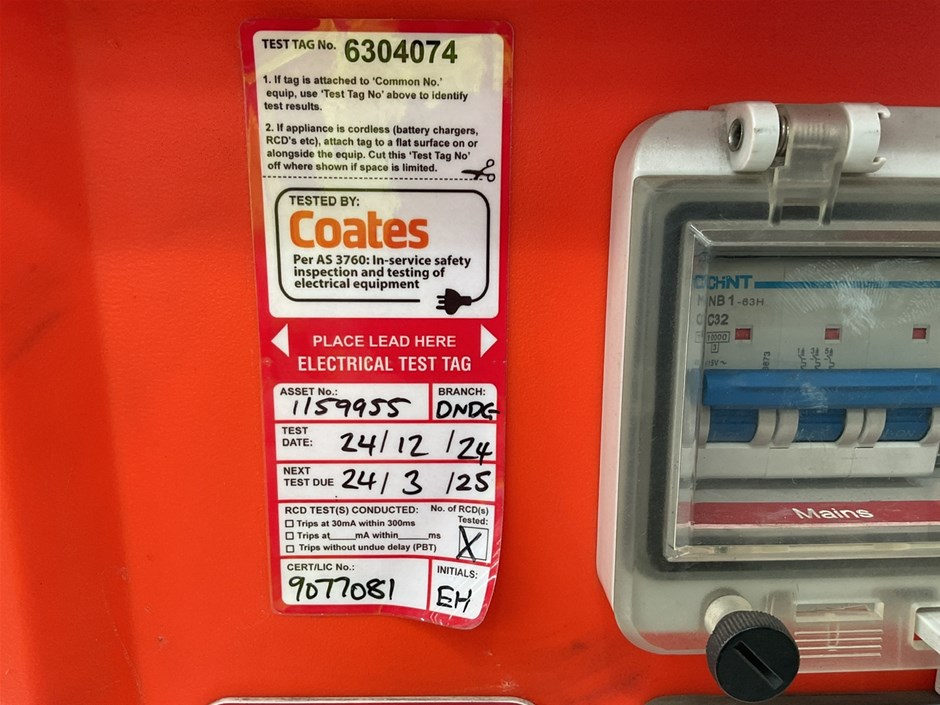 TEST TAG No. 6304074
1. If tag is attached to 'Common No.'
equip, use 'Test Tag No' above to identify
test results.
2. If appliance is cordless (battery chargers,
RCD's etc), attach tag to a flat surface on or
alongside the equip. Cut this 'Test Tag No'
off where shown if space is limited.
TESTED BY:
Coates
Per AS 3760: In-service safety
inspection and testing of
electrical equipment
PLACE LEAD HERE
ELECTRICAL TEST TAG
ASSET No.: BRANCH:
1159955 DNDG
TEST
DATE: 24/12/24
NEXT
TEST DUE 24/3/25
RCD TEST(S) CONDUCTED: No. of RCD(s)
Tested:
Trips at 30mA within 300ms
Trips at____mA within_____ms
Trips without undue delay (PBT)
X
CERT/LIC No.: INITIALS:
9077081 EH
CHNT
NB1-63H
C32
Mains